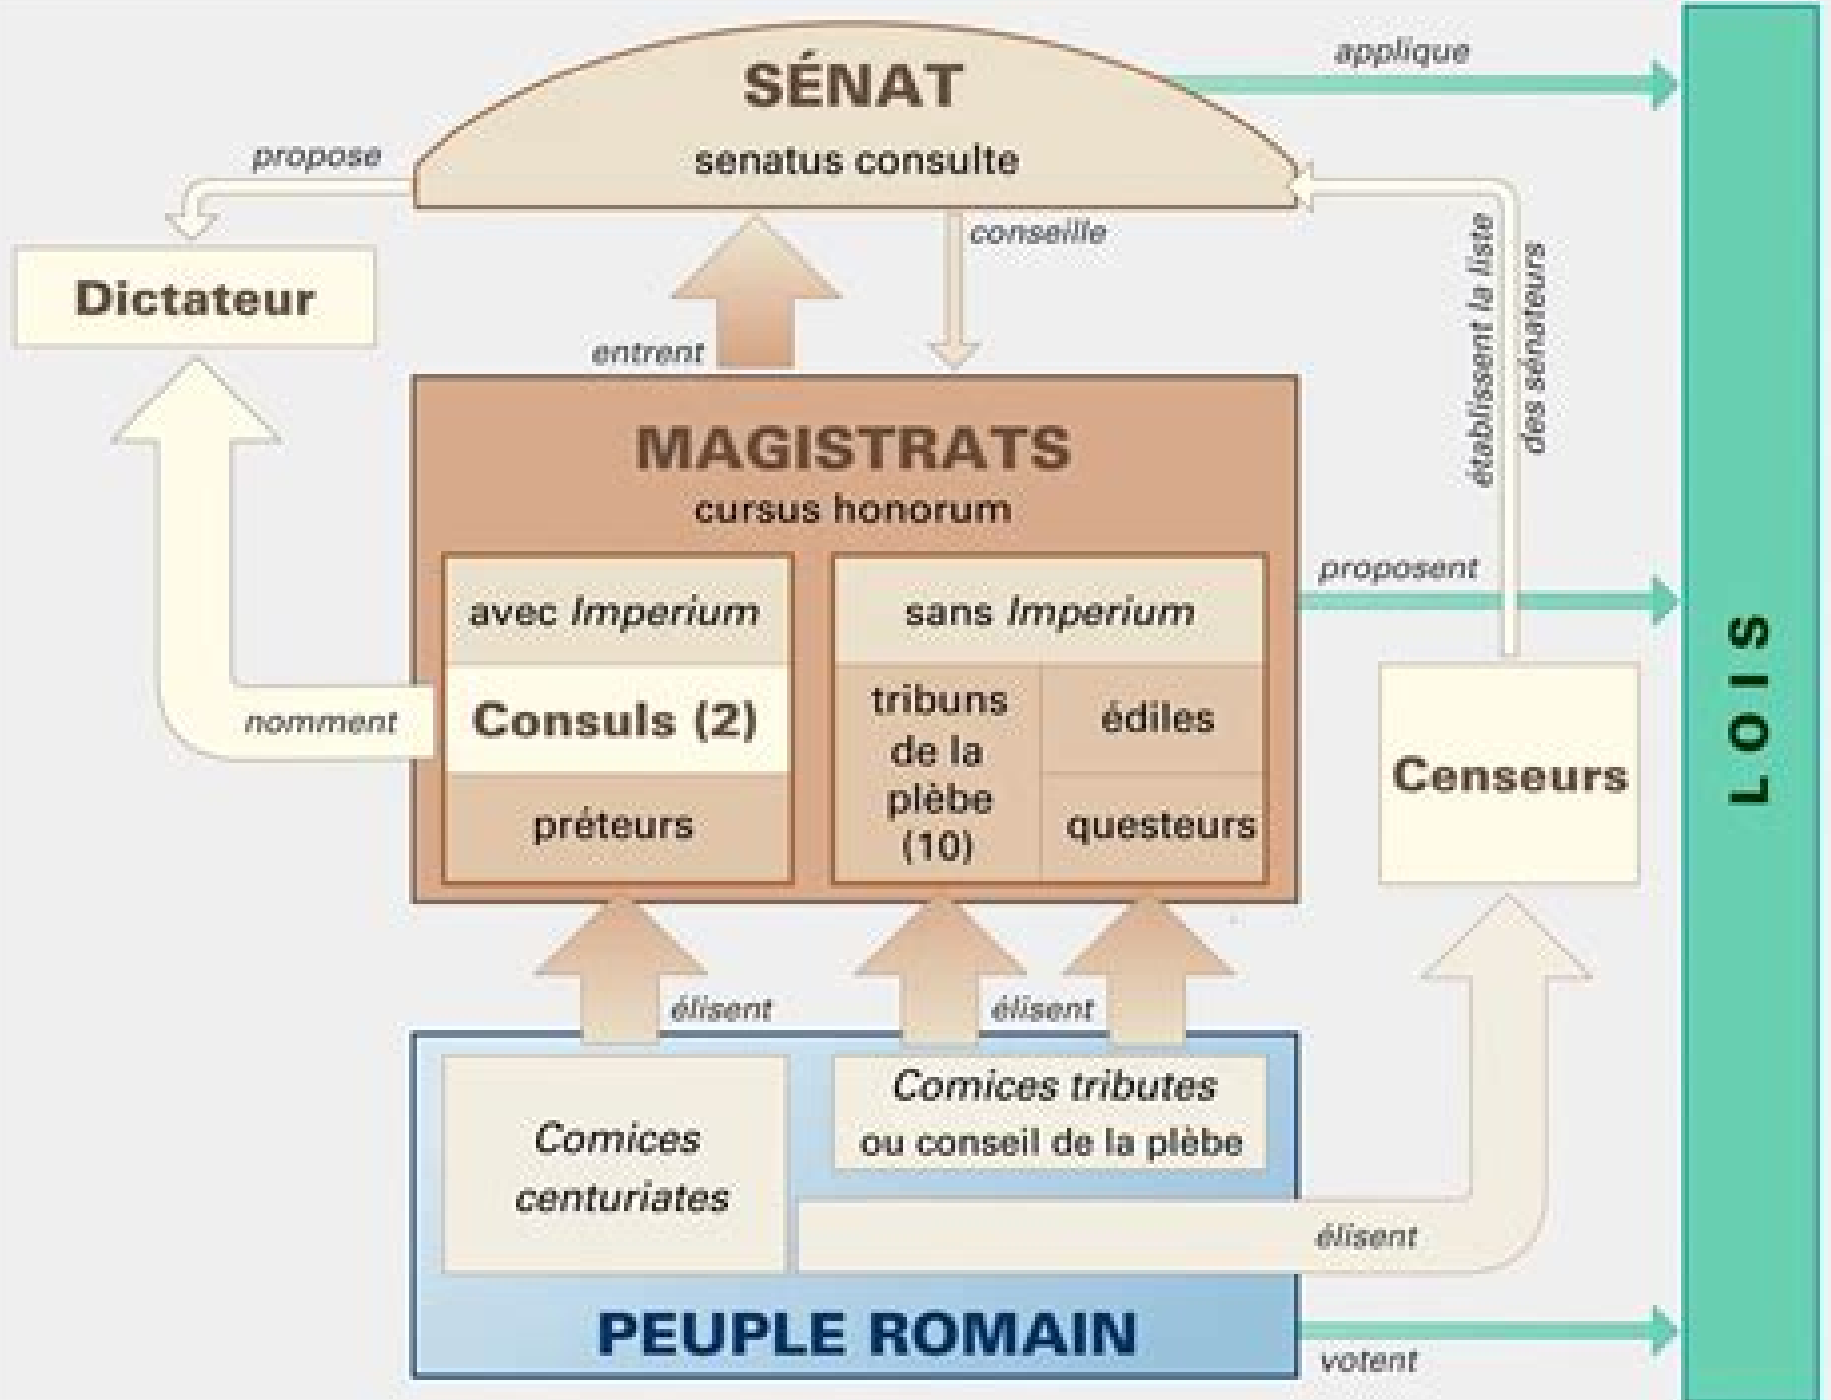 SÉNAT
senatus consulte
applique
propose
conseille
Dictateur
entrent
établissent la liste
des sénateurs
MAGISTRATS
cursus honorum
avec Imperium
sans Imperium
proposent
nomment
Consuls (2)
préteurs
tribuns
de la
plèbe
(10)
édiles
questeurs
Censeurs
LOIS
élisent
élisent
Comices
centuriates
Comices tributes
ou conseil de la plèbe
élisent
PEUPLE ROMAIN
votent